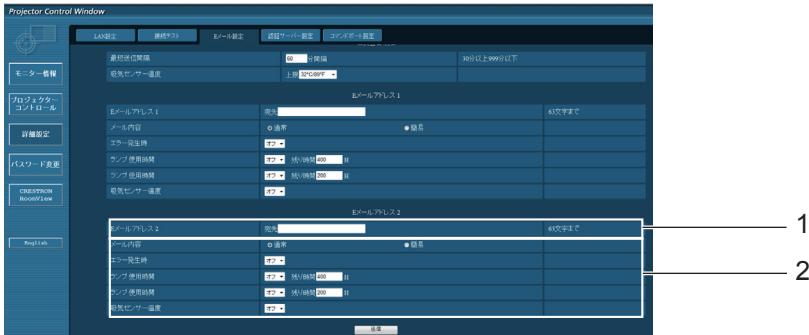 Projector Control Window
LAN設定 接続テスト Eメール設定 認証サーバー設定 コマンドポート設定
最短送信間隔 60 分間隔 30分以上999分以下
吸気センサー温度 上限 32°C/89°F
Eメールアドレス 1
Eメールアドレス 1 宛先 63文字まで
メール内容 通常 簡易
エラー発生時 オフ
ランプ 使用時間 オフ 残り時間 400 H
ランプ 使用時間 オフ 残り時間 200 H
吸気センサー温度 オフ
Eメールアドレス 2
Eメールアドレス 2 宛先 63文字まで
メール内容 通常 簡易
エラー発生時 オフ
ランプ 使用時間 オフ 残り時間 400 H
ランプ 使用時間 オフ 残り時間 200 H
吸気センサー温度 オフ
送信
モニター情報
プロジェクター
コントロール
詳細設定
パスワード変更
CRESTRON
RoomView
English
1
2